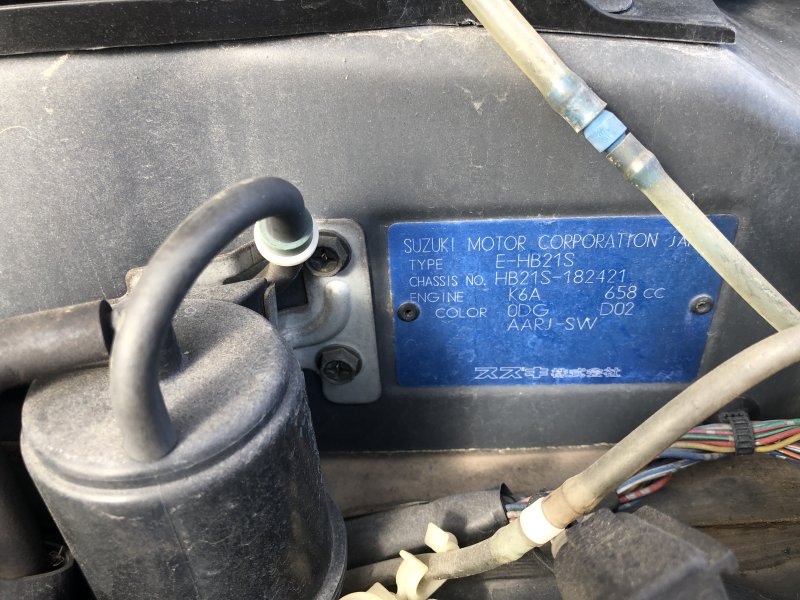 SUZUKI MOTOR CORPORATION JA
TYPE E-HB21S
CHASSIS NO. HB21S-182421
ENGINE K6A 658 CC
COLOR 0DG D02
AARJ-SW
スズキ株式会社